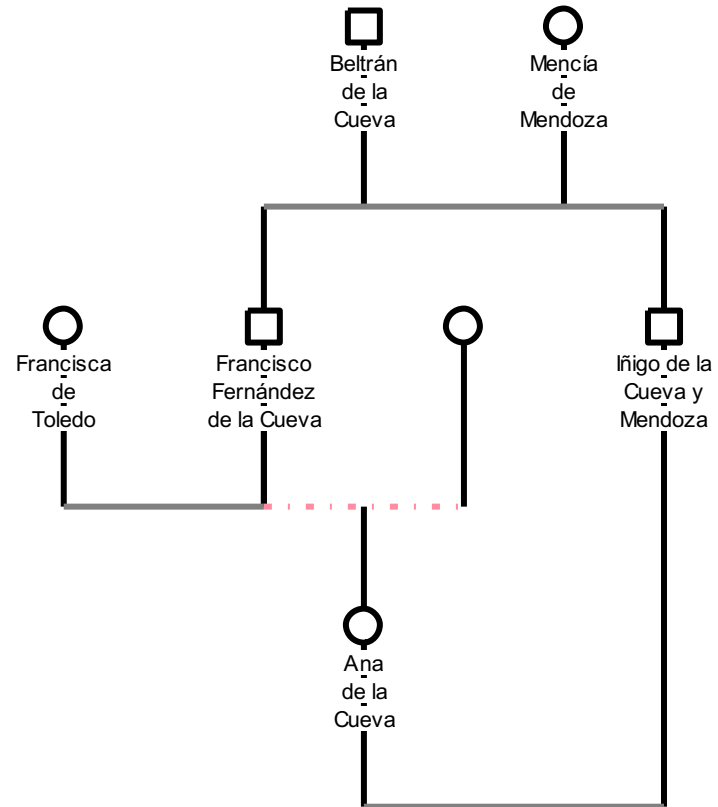 Beltrán
de la
Cueva
Mencía
de
Mendoza
Francisca
de
Toledo
Francisco
Fernández
de la Cueva
Iñigo de la
Cueva y
Mendoza
Ana
de la
Cueva